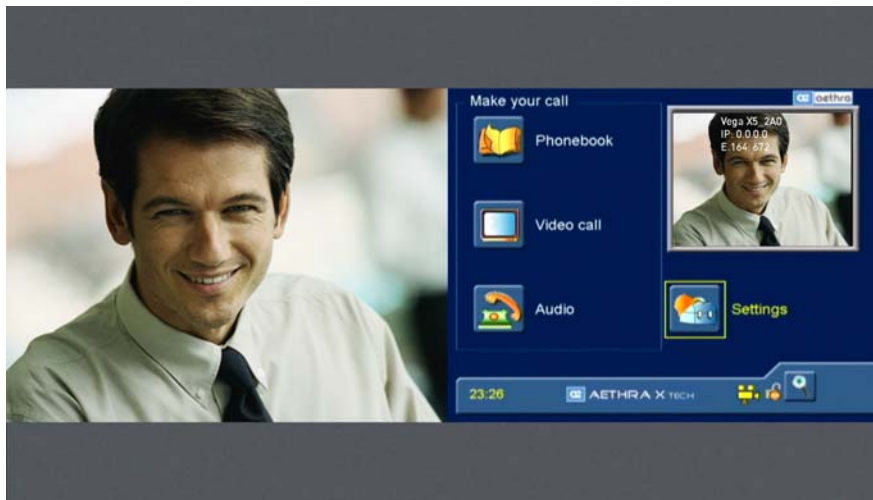 Make your call
aethra
Phonebook
Vega X5_2A0
IP: 0.0.0.0
E.164: 672
Video call
Audio
Settings
23:26
AETHRA X TECH